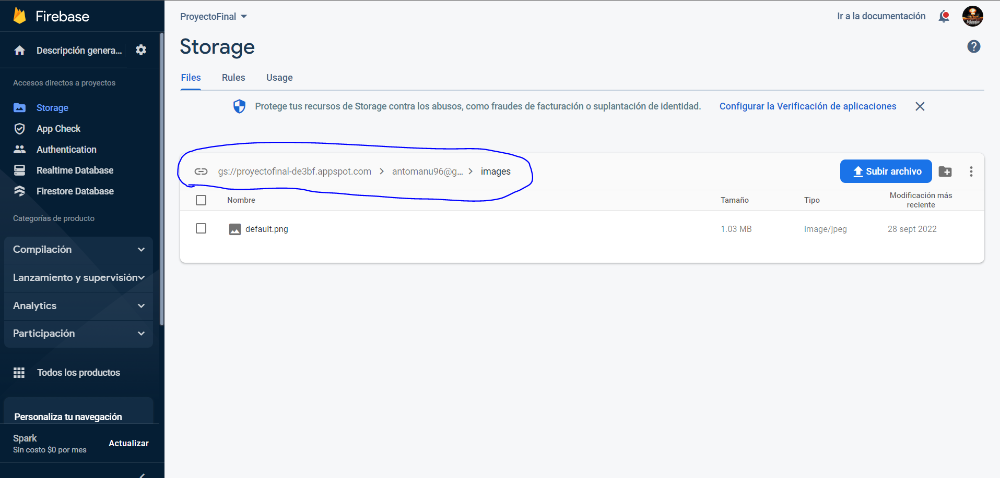 Firebase
Descripción genera...
Accesos directos a proyectos
Storage
App Check
Authentication
Realtime Database
Firestore Database
Categorías de producto
Compilación
Lanzamiento y supervisión
Analytics
Participación
Todos los productos
Personaliza tu navegación
Spark
Sin costo $0 por mes
Actualizar
ProyectoFinal
Ir a la documentación
Storage
Files Rules Usage
Protege tus recursos de Storage contra los abusos, como fraudes de facturación o suplantación de identidad. Configurar la Verificación de aplicaciones
gs://proyectofinal-de3bf.appspot.com > antomanu96@g... > images
Subir archivo
Nombre Tamaño Tipo Modificación más reciente
default.png 1.03 MB image/jpeg 28 sept 2022